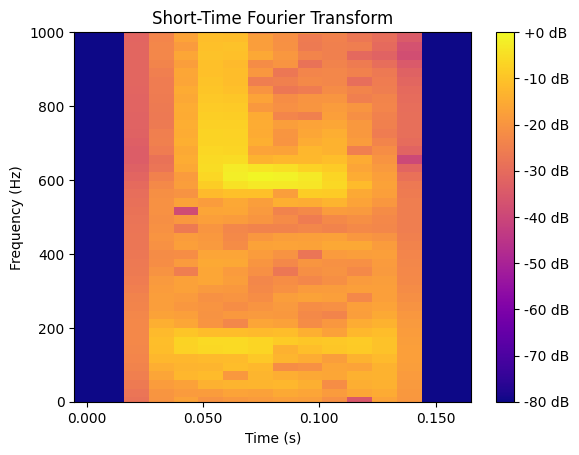 Short-Time Fourier Transform
1000
800
600
400
200
0
Frequency (Hz)
0.000
0.050
0.100
0.150
Time (s)
+0 dB
-10 dB
-20 dB
-30 dB
-40 dB
-50 dB
-60 dB
-70 dB
-80 dB